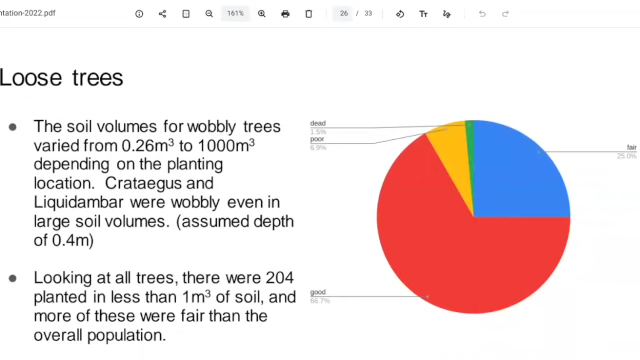 ntation-2022.pdf
161%
26 / 33
Loose trees
● The soil volumes for wobbly trees
varied from 0.26m³ to 1000m³
depending on the planting
location. Crataegus and
Liquidambar were wobbly even in
large soil volumes. (assumed depth
of 0.4m)
● Looking at all trees, there were 204
planted in less than 1m³ of soil, and
more of these were fair than the
overall population.
dead
1.5%
poor
6.9%
fair
25.0%
good
66.7%